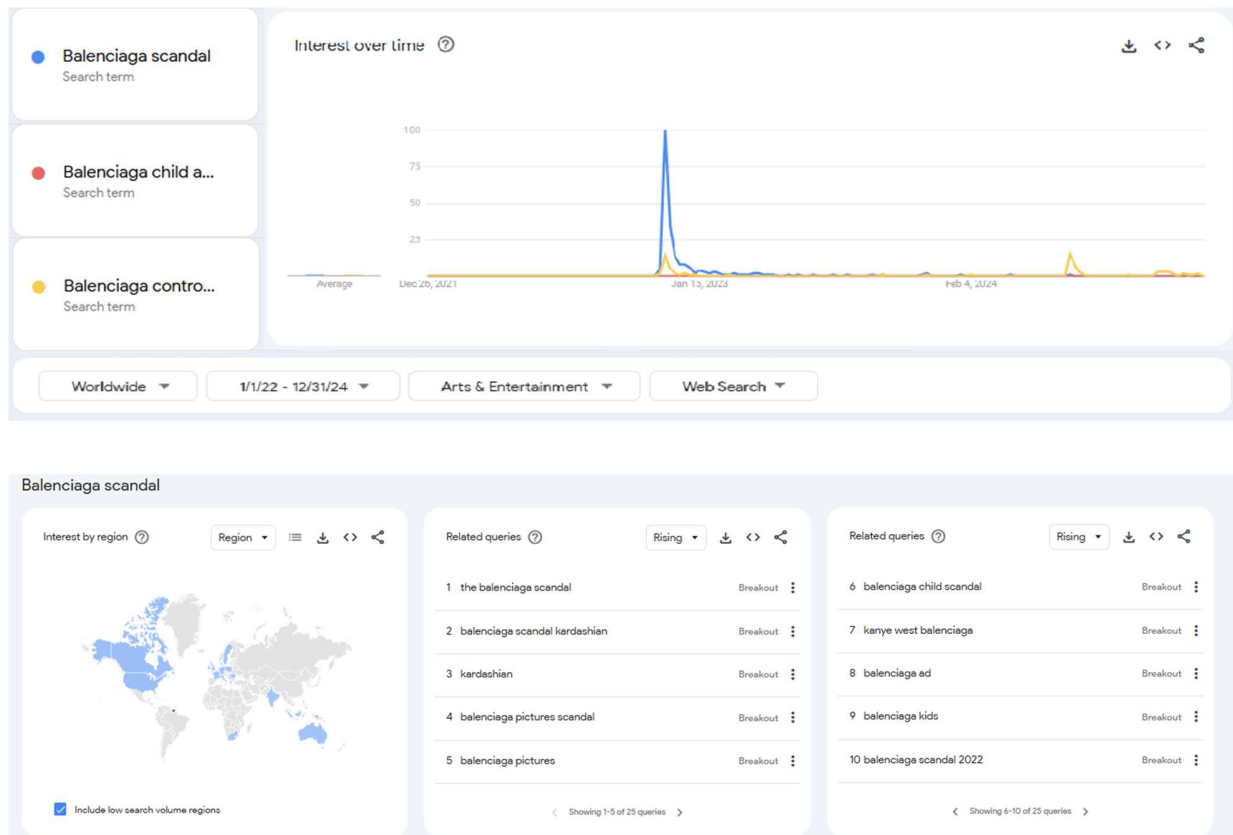 Balenciaga scandal
Search term
Balenciaga child a...
Search term
Balenciaga contro...
Search term
Interest over time
100
75
50
25
Average
Dec 26, 2021
Jan 15, 2023
Feb 4, 2024
Worldwide
1/1/22 - 12/31/24
Arts & Entertainment
Web Search
Balenciaga scandal
Interest by region
Region
Include low search volume regions
Related queries
Rising
1 the balenciaga scandal Breakout
2 balenciaga scandal kardashian Breakout
3 kardashian Breakout
4 balenciaga pictures scandal Breakout
5 balenciaga pictures Breakout
Showing 1-5 of 25 queries
Related queries
Rising
6 balenciaga child scandal Breakout
7 kanye west balenciaga Breakout
8 balenciaga ad Breakout
9 balenciaga kids Breakout
10 balenciaga scandal 2022 Breakout
Showing 6-10 of 25 queries